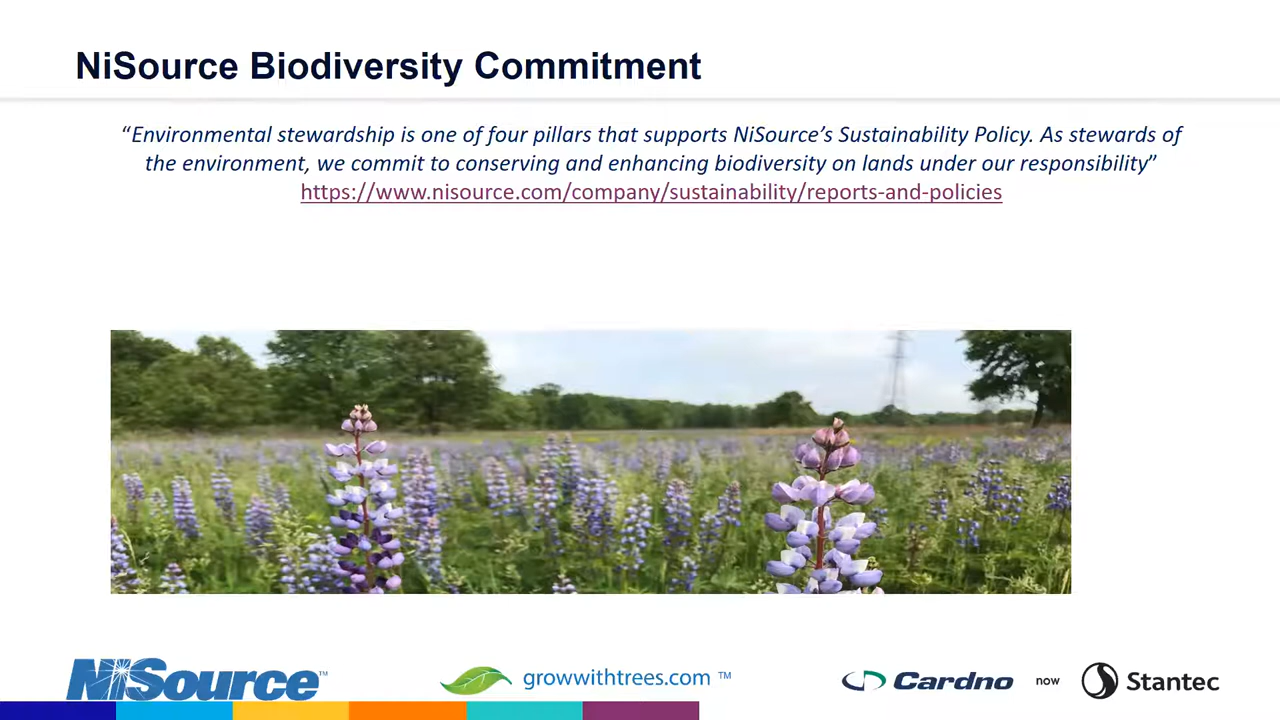 NiSource Biodiversity Commitment
“Environmental stewardship is one of four pillars that supports NiSource’s Sustainability Policy. As stewards of
the environment, we commit to conserving and enhancing biodiversity on lands under our responsibility”
https://www.nisource.com/company/sustainability/reports-and-policies
NiSource™
growwithtrees.com ™
Cardno now Stantec